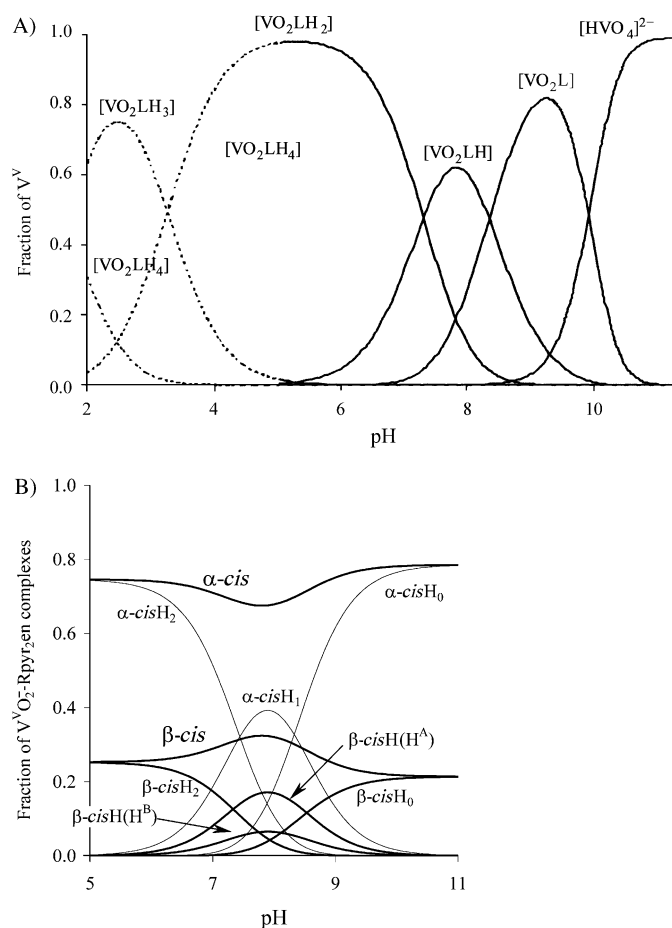 A)
[VO₂LH₂]
[HVO₄]²⁻
1.0
[VO₂LH₃]
[VO₂L]
0.8
[VO₂LH₄]
[VO₂LH]
0.6
Fraction of Vⱽ
0.4
[VO₂LH₄]
0.2
0.0
2 4 6 8 10
pH
B)
1.0
0.8
α-cis
α-cisH₂
α-cisH₀
0.6
Fraction of VⱽO₂⁻-Rpyr₂en complexes
α-cisH₁
0.4
β-cis
β-cisH(Hᴬ)
β-cisH₂
β-cisH₀
0.2
β-cisH(Hᴮ)
0.0
5 7 9 11
pH